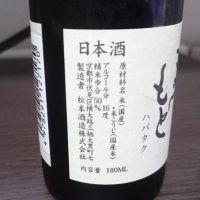 もと
ハバタク
日本酒
原材料名 米(国産)
・米こうじ(国産米)
アルコール分 16度
精米歩合 50%
京都市伏見区横大路三栖大黒町七
製造者 松本酒造株式会社
内容量 180ML